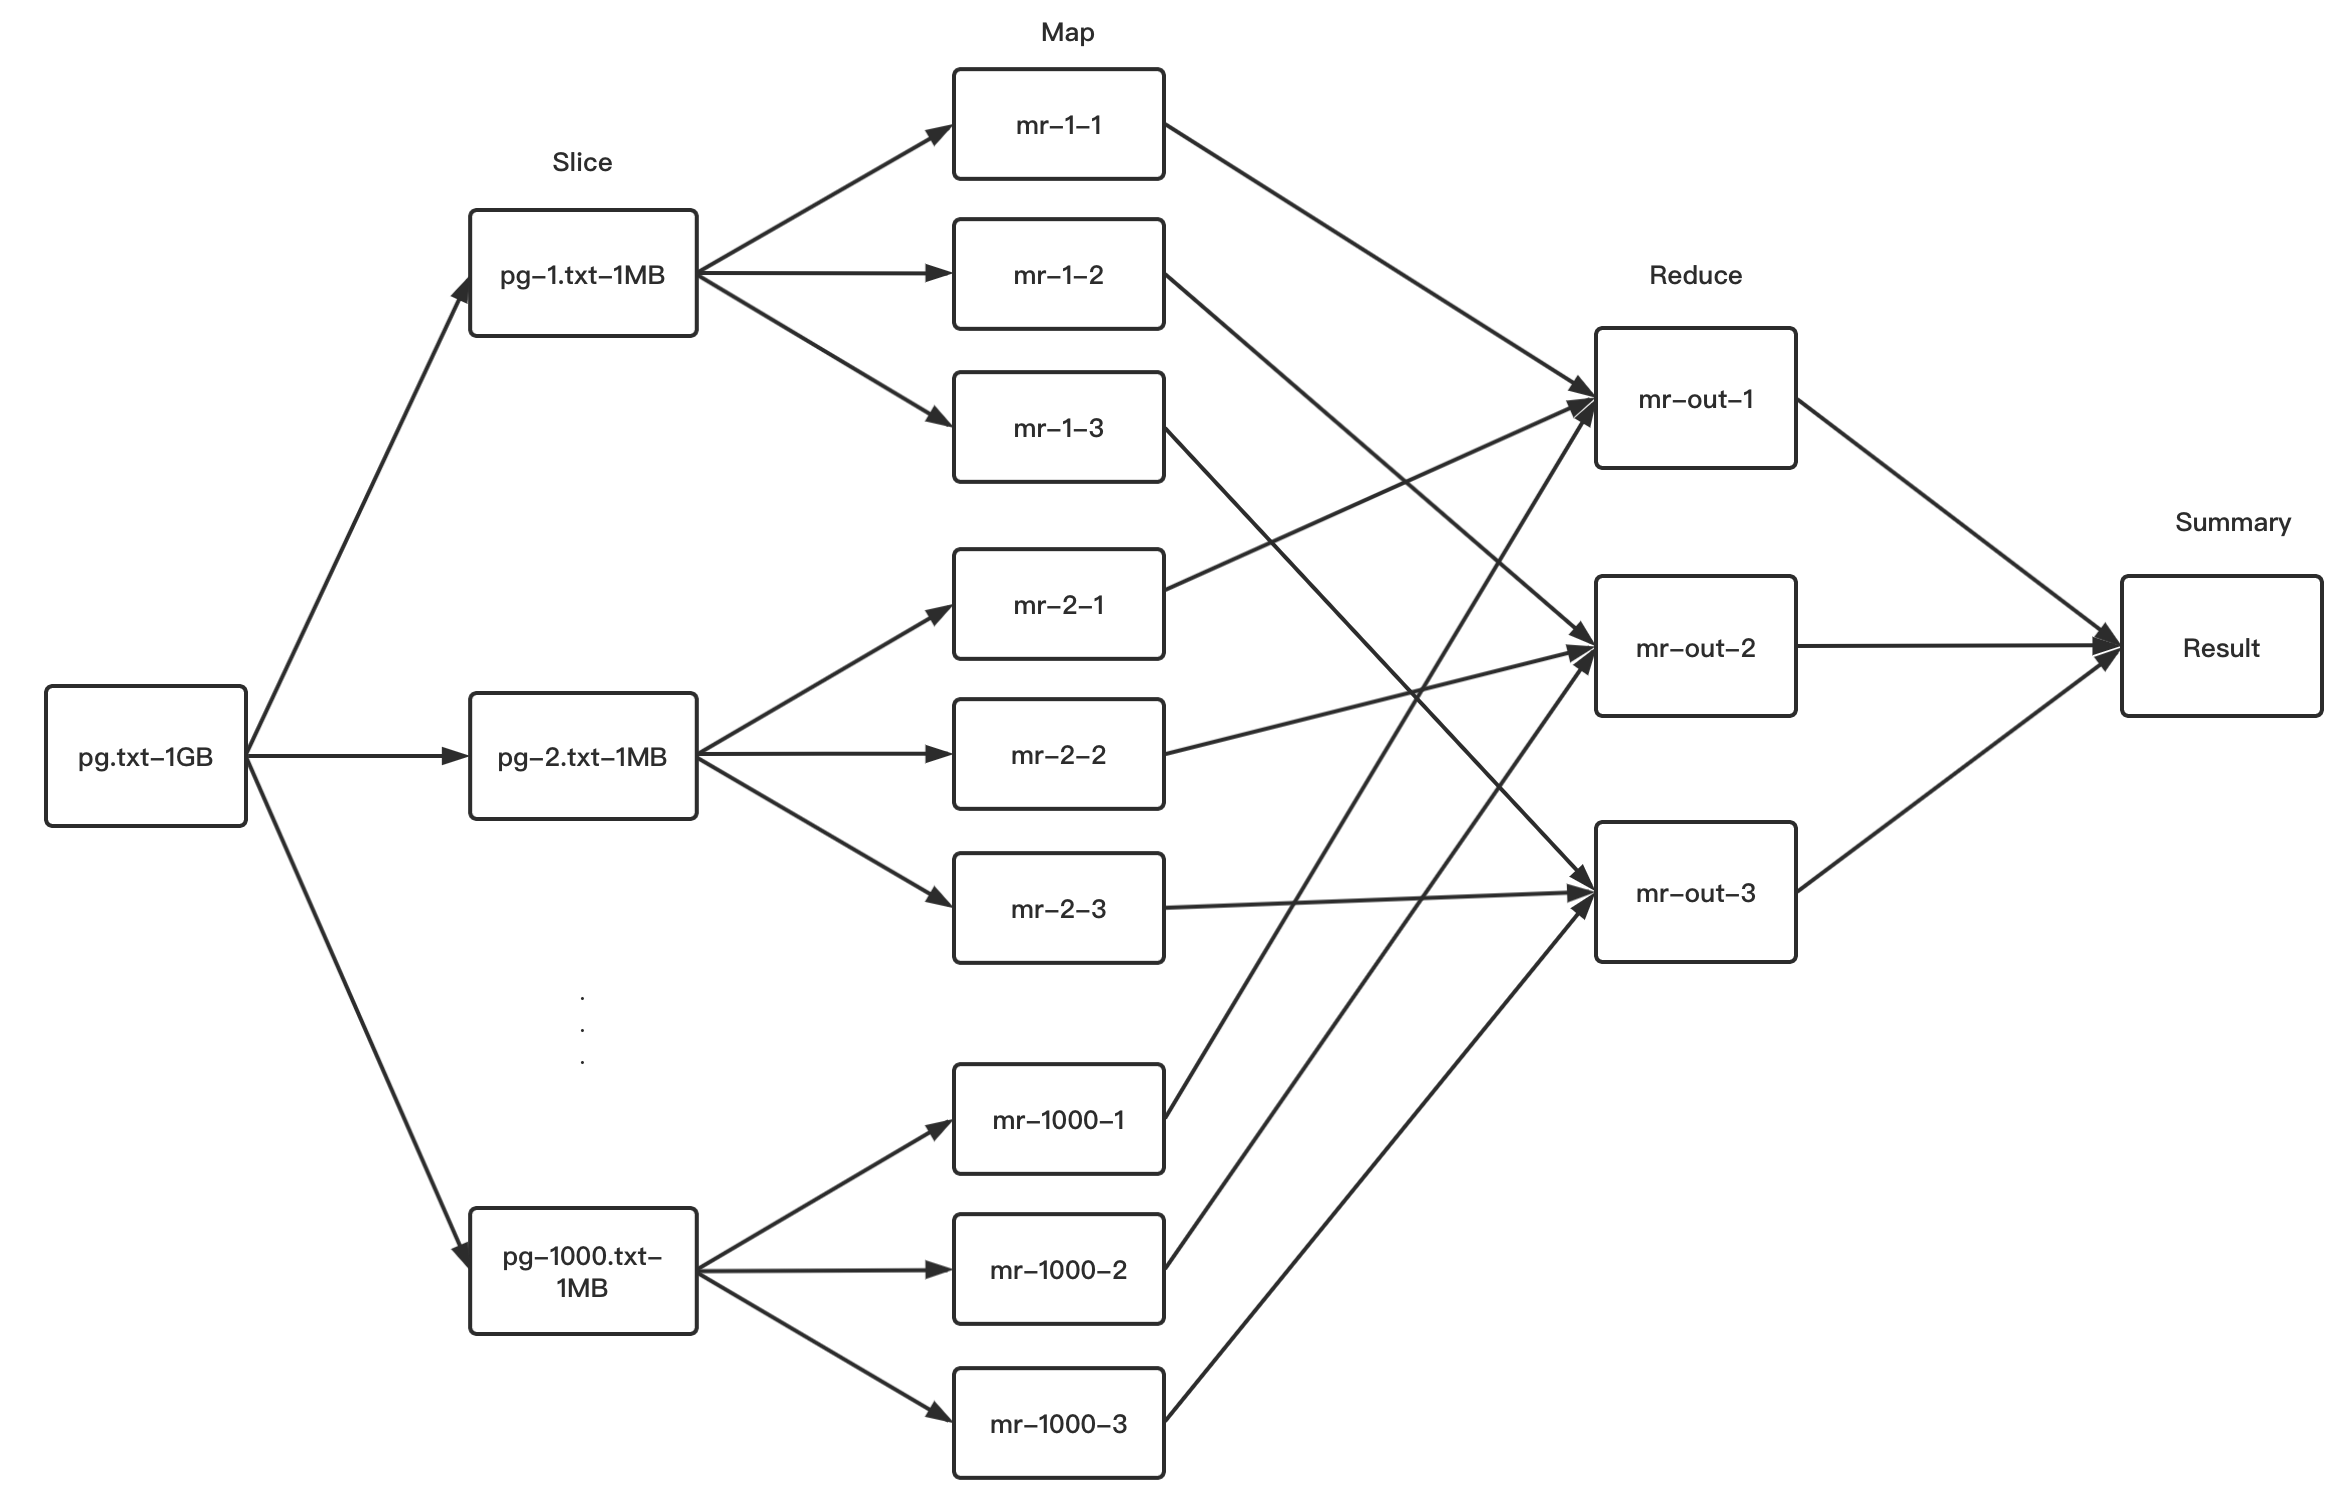 Map
mr-1-1
Slice
mr-1-2
pg-1.txt-1MB
Reduce
mr-1-3
mr-out-1
Summary
mr-2-1
mr-out-2
Result
pg.txt-1GB
pg-2.txt-1MB
mr-2-2
mr-2-3
mr-out-3
.
.
.
mr-1000-1
pg-1000.txt-
1MB
mr-1000-2
mr-1000-3